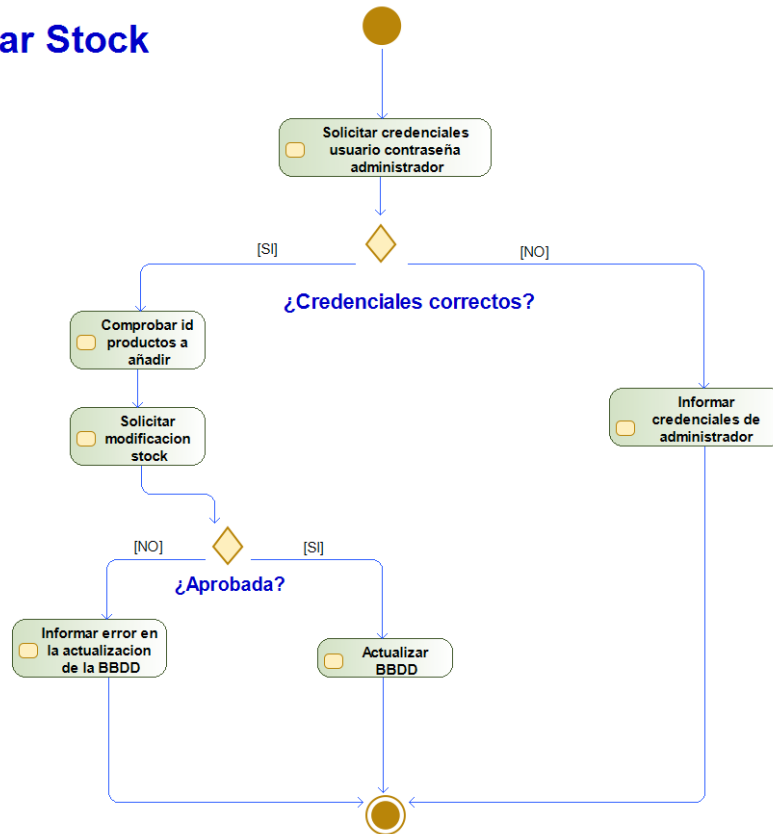 ar Stock
Solicitar credenciales
usuario contraseña
administrador
[SI]
[NO]
¿Credenciales correctos?
Comprobar id
productos a
añadir
Informar
credenciales de
administrador
Solicitar
modificacion
stock
[NO]
[SI]
¿Aprobada?
Informar error en
la actualizacion
de la BBDD
Actualizar
BBDD